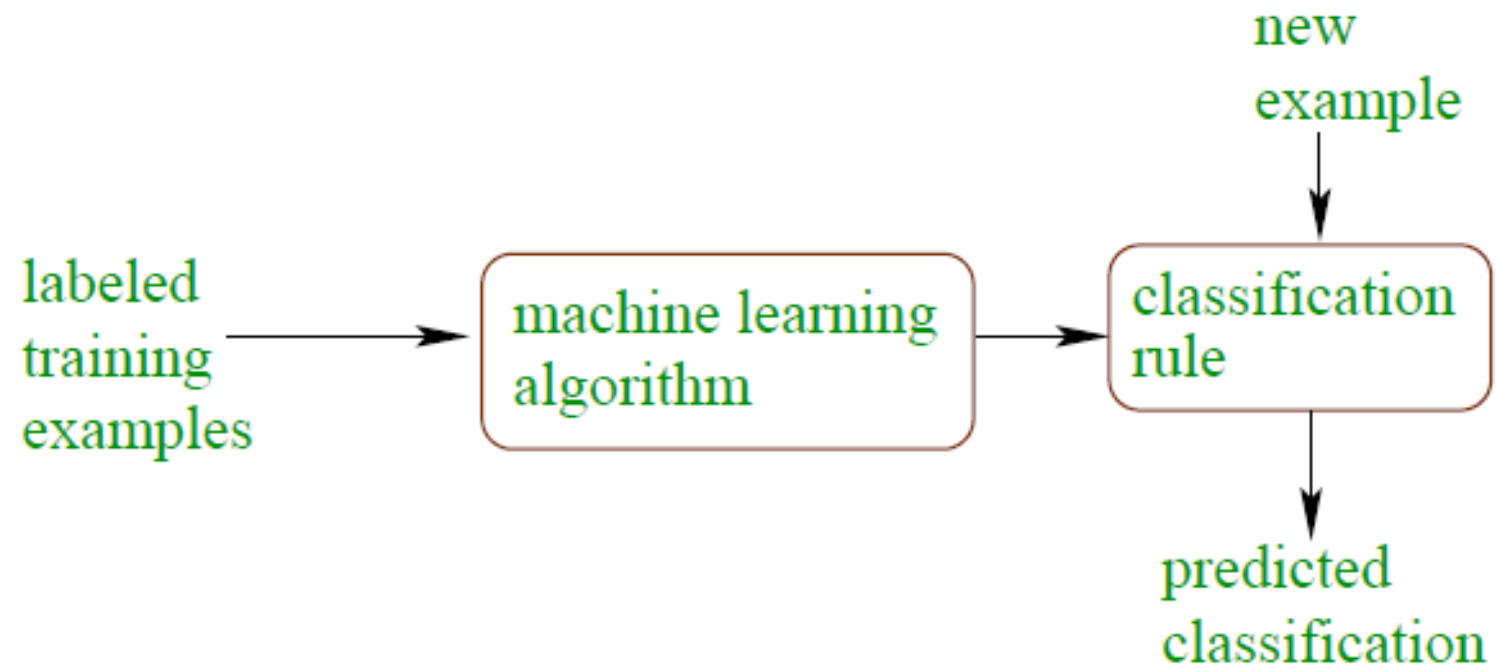 labeled
training
examples
machine learning
algorithm
new
example
classification
rule
predicted
classification